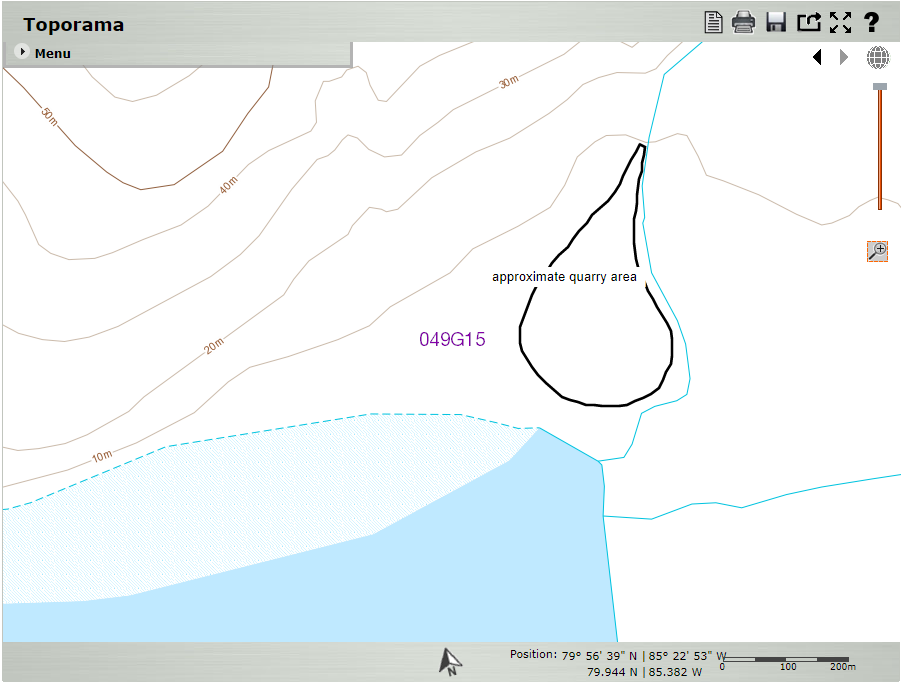 Toporama
?
Menu
30m
50m
40m
approximate quarry area
049G15
20m
10m
Position: 79° 56' 39" N | 85° 22' 53" W
79.944 N | 85.382 W
0 100 200m
N